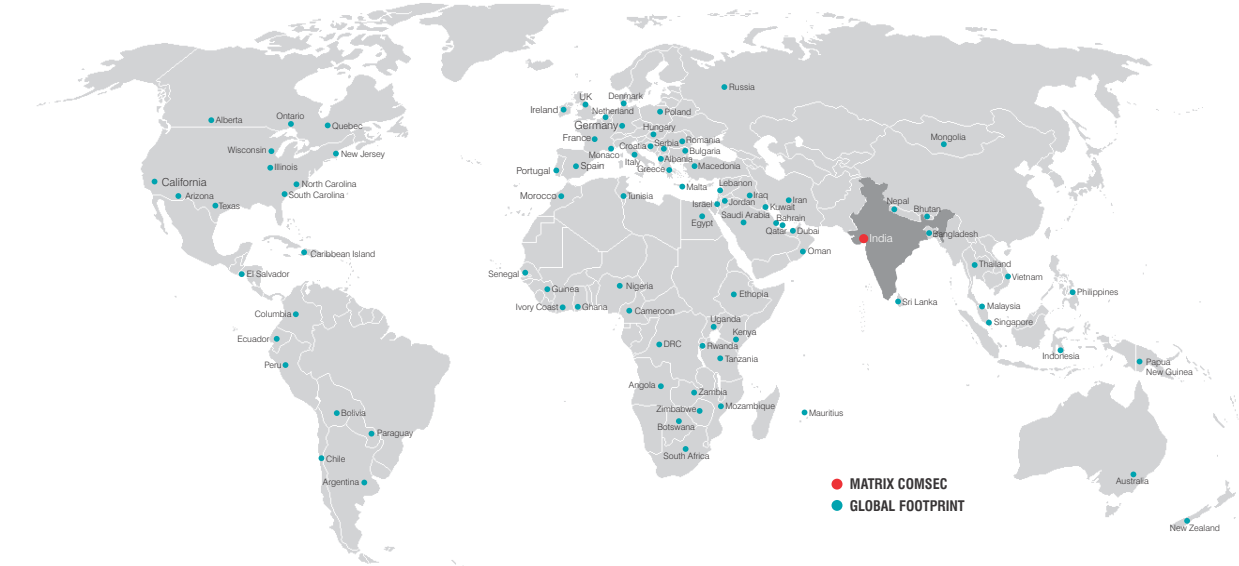 Alberta
Ontario
Quebec
Wisconsin
New Jersey
Illinois
California
North Carolina
Arizona
South Carolina
Texas
Caribbean Island
El Salvador
Columbia
Ecuador
Peru
Bolivia
Paraguay
Chile
Argentina
Russia
UK
Denmark
Ireland
Netherland
Poland
Germany
Hungary
France
Croatia
Serbia
Romania
Monaco
Bulgaria
Italy
Albania
Portugal
Spain
Greece
Macedonia
Malta
Lebanon
Morocco
Tunisia
Iraq
Iran
Israel
Jordan
Kuwait
Egypt
Saudi Arabia
Bahrain
Qatar
Dubai
Oman
Mongolia
Nepal
Bhutan
India
Bangladesh
Sri Lanka
Thailand
Vietnam
Philippines
Malaysia
Singapore
Indonesia
Papua
New Guinea
Senegal
Guinea
Nigeria
Ethopia
Ivory Coast
Ghana
Cameroon
Uganda
Kenya
DRC
Rwanda
Tanzania
Angola
Zambia
Zimbabwe
Mozambique
Mauritius
Botswana
South Africa
Australia
New Zealand
MATRIX COMSEC
GLOBAL FOOTPRINT